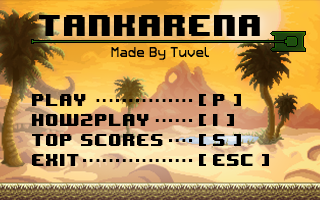 TANKARENA
Made By Tuvel
PLAY ............... [ P ]
HOW2PLAY ...... [ I ]
TOP SCORES .... [ S ]
EXIT................. [ ESC ]